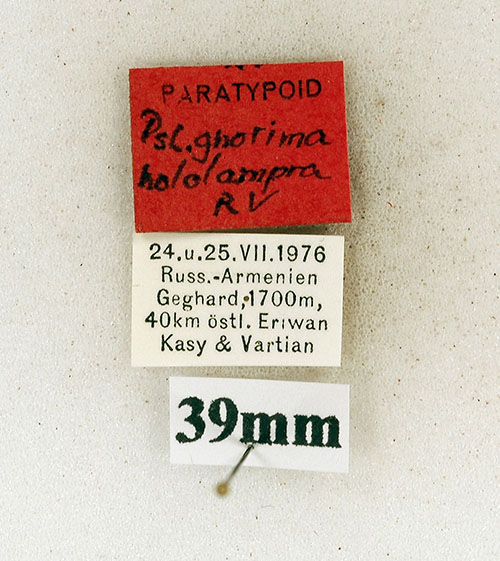 PARATYPOID
Psl. gnorima
hololampra
RV
24.u.25.VII.1976
Russ.-Armenien
Geghard,1700m,
40km östl. Eriwan
Kasy & Vartian
39mm